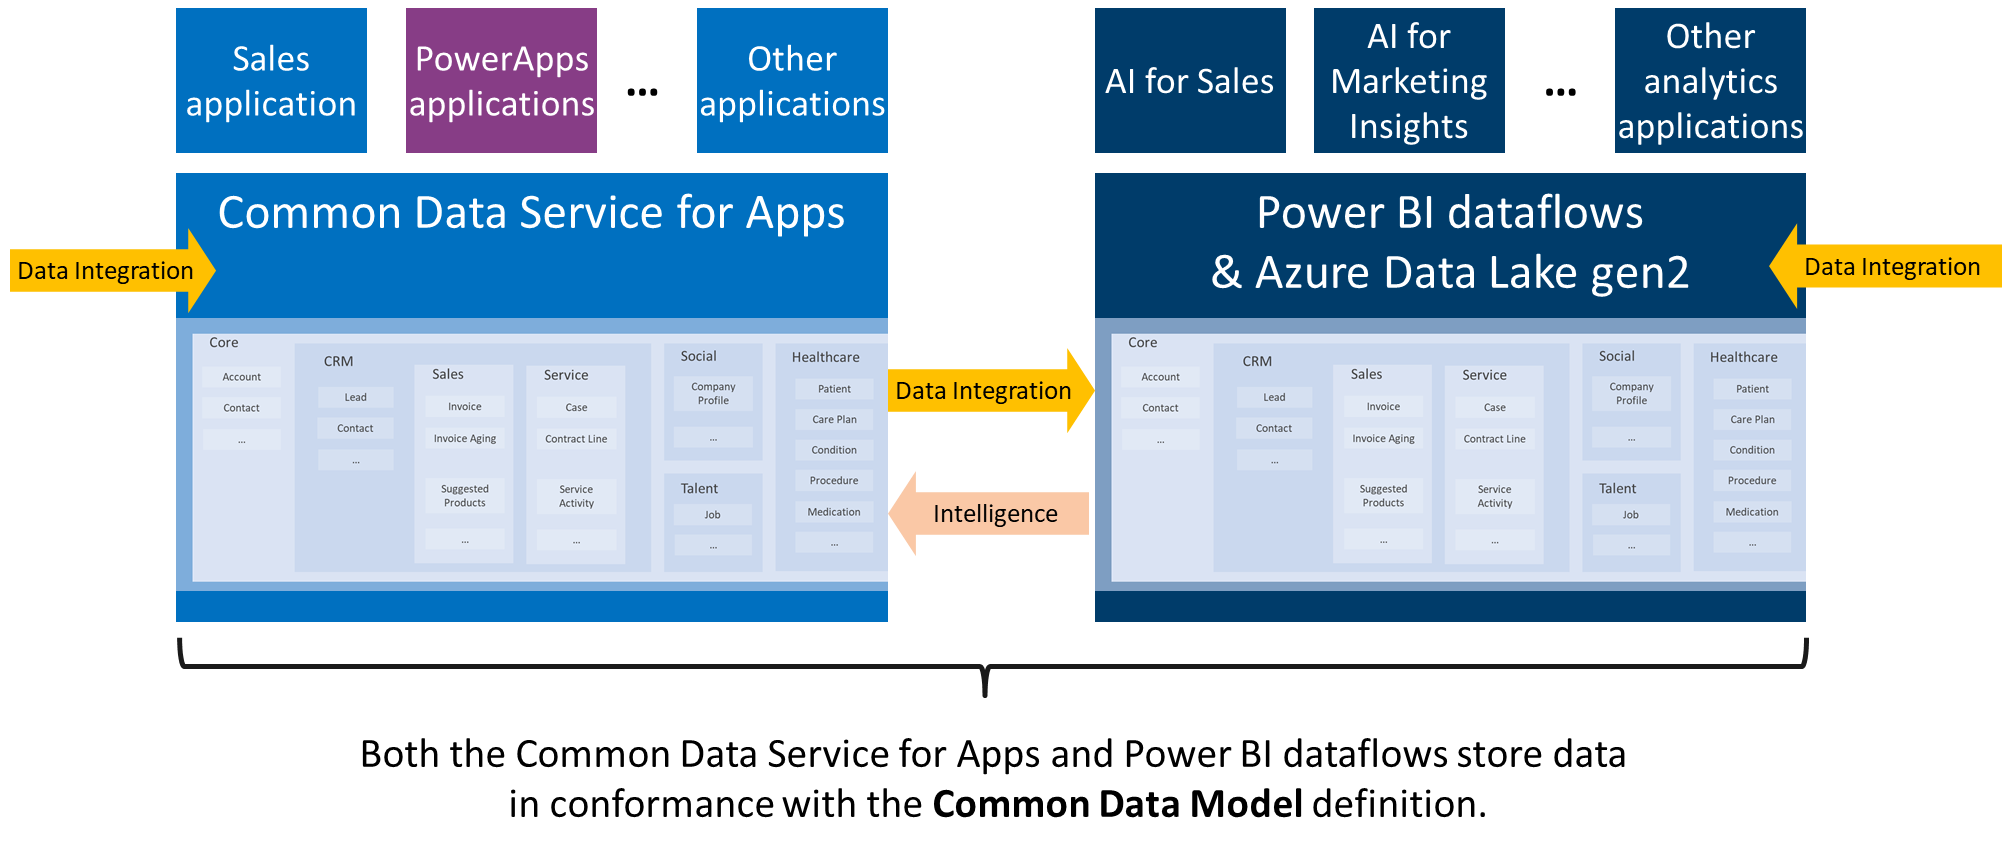 Sales
application
PowerApps
applications
...
Other
applications
AI for Sales
AI for
Marketing
Insights
...
Other
analytics
applications
Common Data Service for Apps
Data Integration
Core
Account
Contact
...
CRM
Lead
Contact
...
Sales
Invoice
Invoice Aging
Suggested
Products
...
Service
Case
Contract Line
Service
Activity
...
Social
Company
Profile
...
Talent
Job
...
Healthcare
Patient
Care Plan
Condition
Procedure
Medication
...
Data Integration
Intelligence
Power BI dataflows
& Azure Data Lake gen2
Data Integration
Core
Account
Contact
...
CRM
Lead
Contact
...
Sales
Invoice
Invoice Aging
Suggested
Products
...
Service
Case
Contract Line
Service
Activity
...
Social
Company
Profile
...
Talent
Job
...
Healthcare
Patient
Care Plan
Condition
Procedure
Medication
...
Both the Common Data Service for Apps and Power BI dataflows store data
in conformance with the Common Data Model definition.